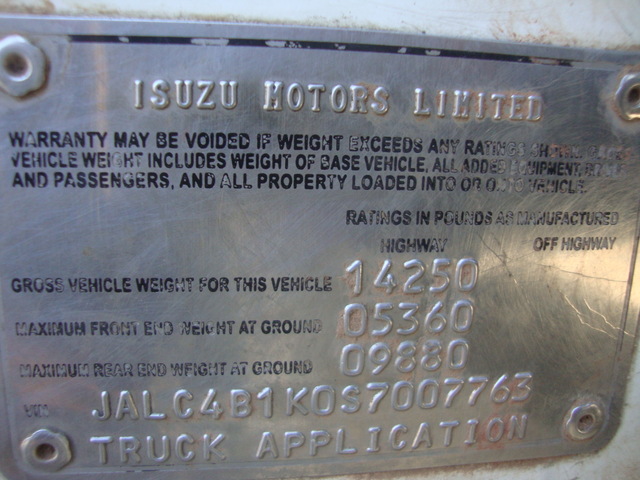 ISUZU MOTORS LIMITED
WARRANTY MAY BE VOIDED IF WEIGHT EXCEEDS ANY RATINGS
VEHICLE WEIGHT INCLUDES WEIGHT OF BASE VEHICLE, ALL ADDED EQUIPMENT,
AND PASSENGERS, AND ALL PROPERTY LOADED INTO OR ONTO VEHICLE.
RATINGS IN POUNDS AS MANUFACTURED
HIGHWAY OFF HIGHWAY
GROSS VEHICLE WEIGHT FOR THIS VEHICLE 14250
MAXIMUM FRONT END WEIGHT AT GROUND 05360
MAXIMUM REAR END WEIGHT AT GROUND 09880
VIN JALC4B1K0S7007763
TRUCK APPLICATION